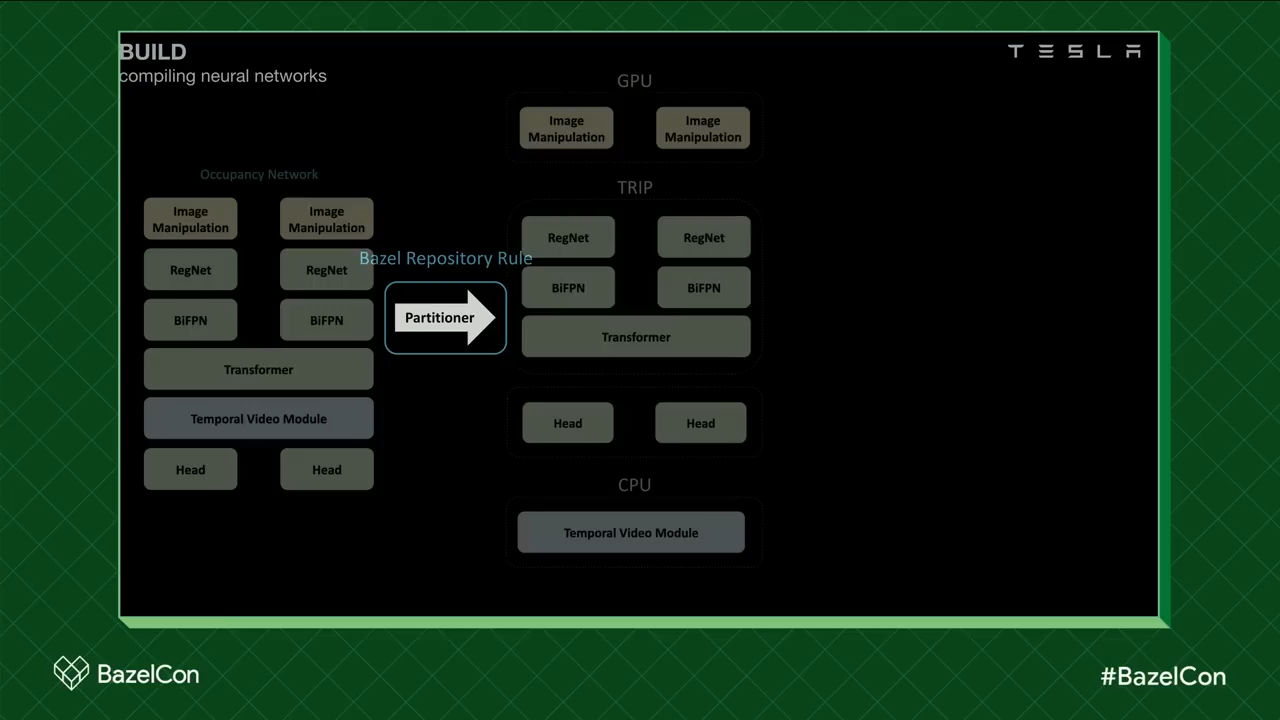 BUILD
compiling neural networks
TESLA
GPU
Image
Manipulation
Image
Manipulation
Occupancy Network
Image
Manipulation
Image
Manipulation
RegNet
RegNet
BiFPN
BiFPN
Transformer
Temporal Video Module
Head
Head
Bazel Repository Rule
Partitioner
TRIP
RegNet
RegNet
BiFPN
BiFPN
Transformer
Head
Head
CPU
Temporal Video Module
BazelCon
#BazelCon